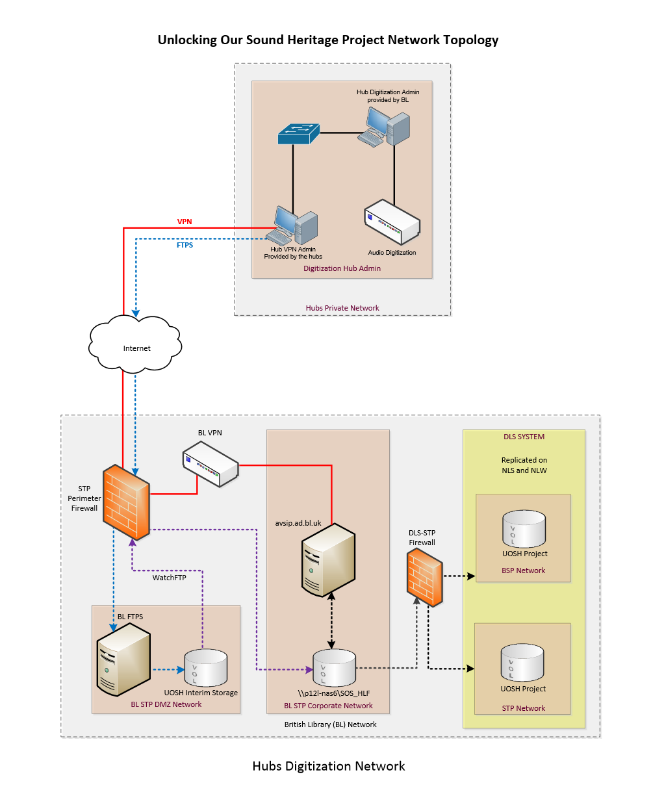 Unlocking Our Sound Heritage Project Network Topology
Hub Digitization Admin
provided by BL
VPN
FTPS
Hub VPN Admin
Provided by the hubs
Audio Digitization
Digitization Hub Admin
Hubs Private Network
Internet
BL VPN
DLS SYSTEM
Replicated on
NLS and NLW
STP
Perimeter
Firewall
avsip.ad.bl.uk
DLS-STP
Firewall
VOL
UOSH Project
BSP Network
WatchFTP
BL FTPS
VOL
UOSH Interim Storage
BL STP DMZ Network
VOL
\\p12l-nas6\SOS_HLF
BL STP Corporate Network
VOL
UOSH Project
STP Network
British Library (BL) Network
Hubs Digitization Network